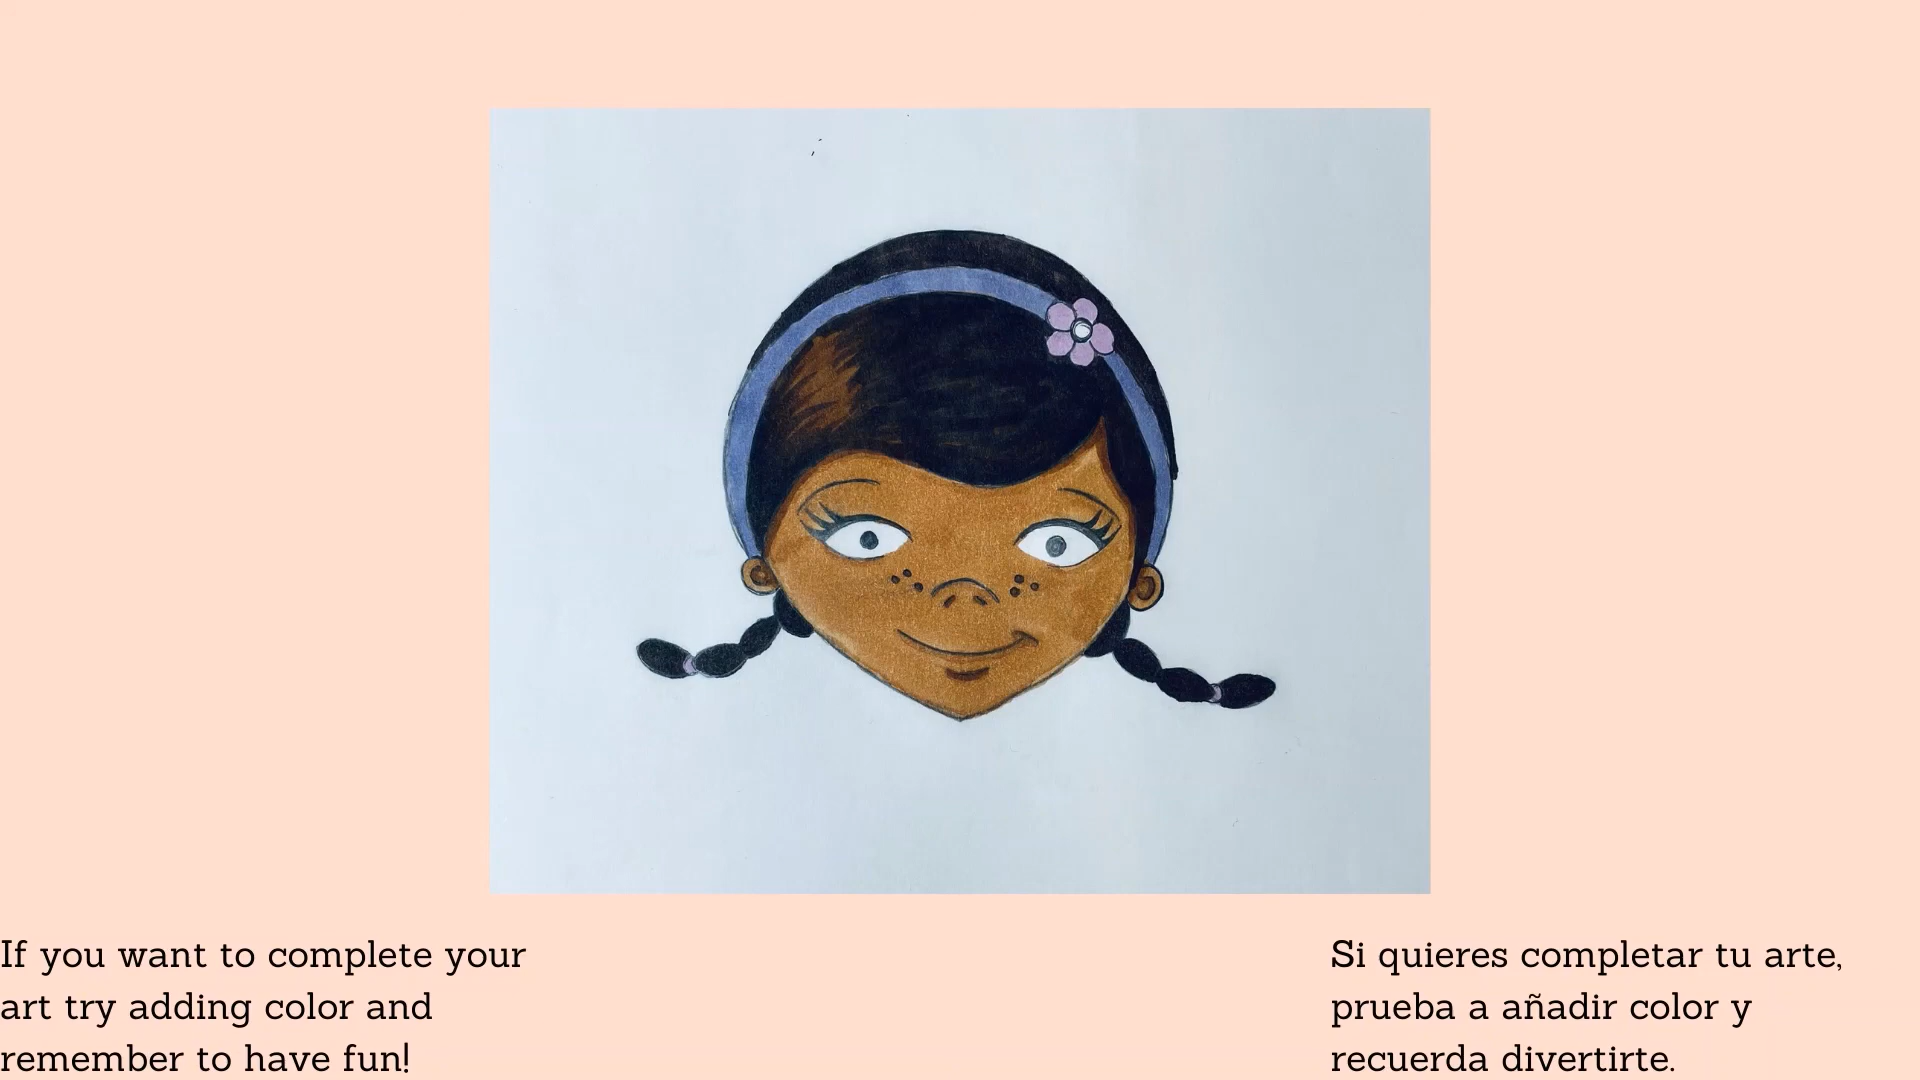 If you want to complete your
art try adding color and
remember to have fun!
Si quieres completar tu arte,
prueba a añadir color y
recuerda divertirte.